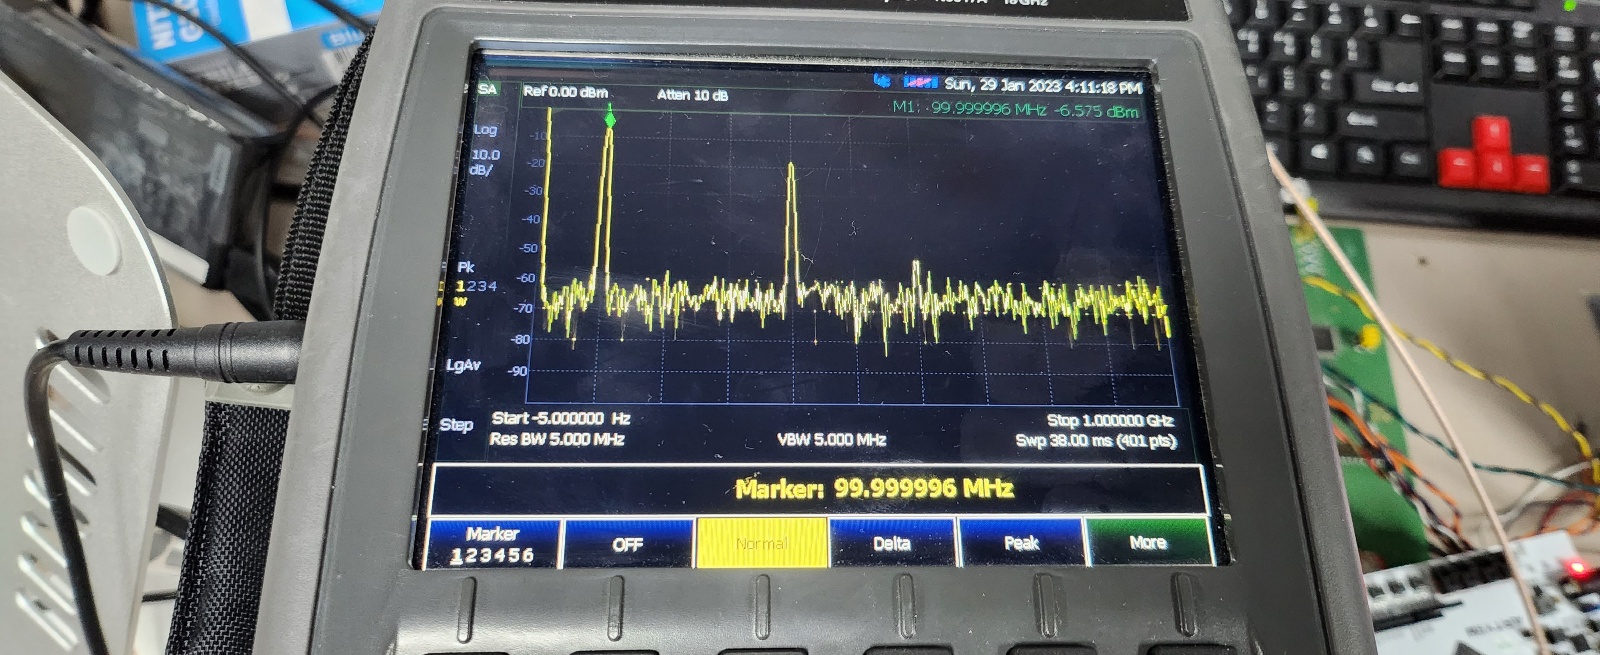 18GHz
Sun, 29 Jan 2023 4:11:18 PM
SA
Ref 0.00 dBm
Atten 10 dB
M1: 99.999996 MHz -6.575 dBm
Log
10.0
dB/
-10
-20
-30
-40
-50
-60
-70
-80
-90
Pk
1234
W
LgAv
Step
Start -5.000000 Hz
Stop 1.000000 GHz
Res BW 5.000 MHz
VBW 5.000 MHz
Swp 38.00 ms (401 pts)
Marker: 99.999996 MHz
Marker
123456
OFF
Normal
Delta
Peak
More